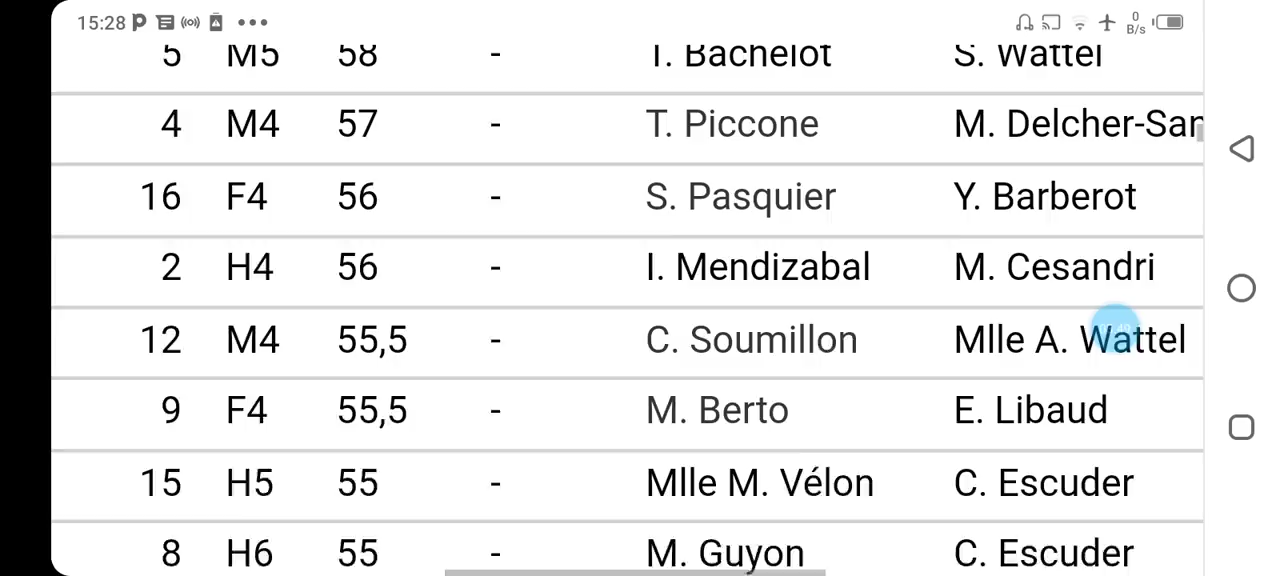 15:28 P 0 B/s
5 M5 58 - T. Bachelot S. Wattel
4 M4 57 - T. Piccone M. Delcher-San
16 F4 56 - S. Pasquier Y. Barberot
2 H4 56 - I. Mendizabal M. Cesandri
12 M4 55,5 - C. Soumillon Mlle A. Wattel
9 F4 55,5 - M. Berto E. Libaud
15 H5 55 - Mlle M. Vélon C. Escuder
8 H6 55 - M. Guyon C. Escuder